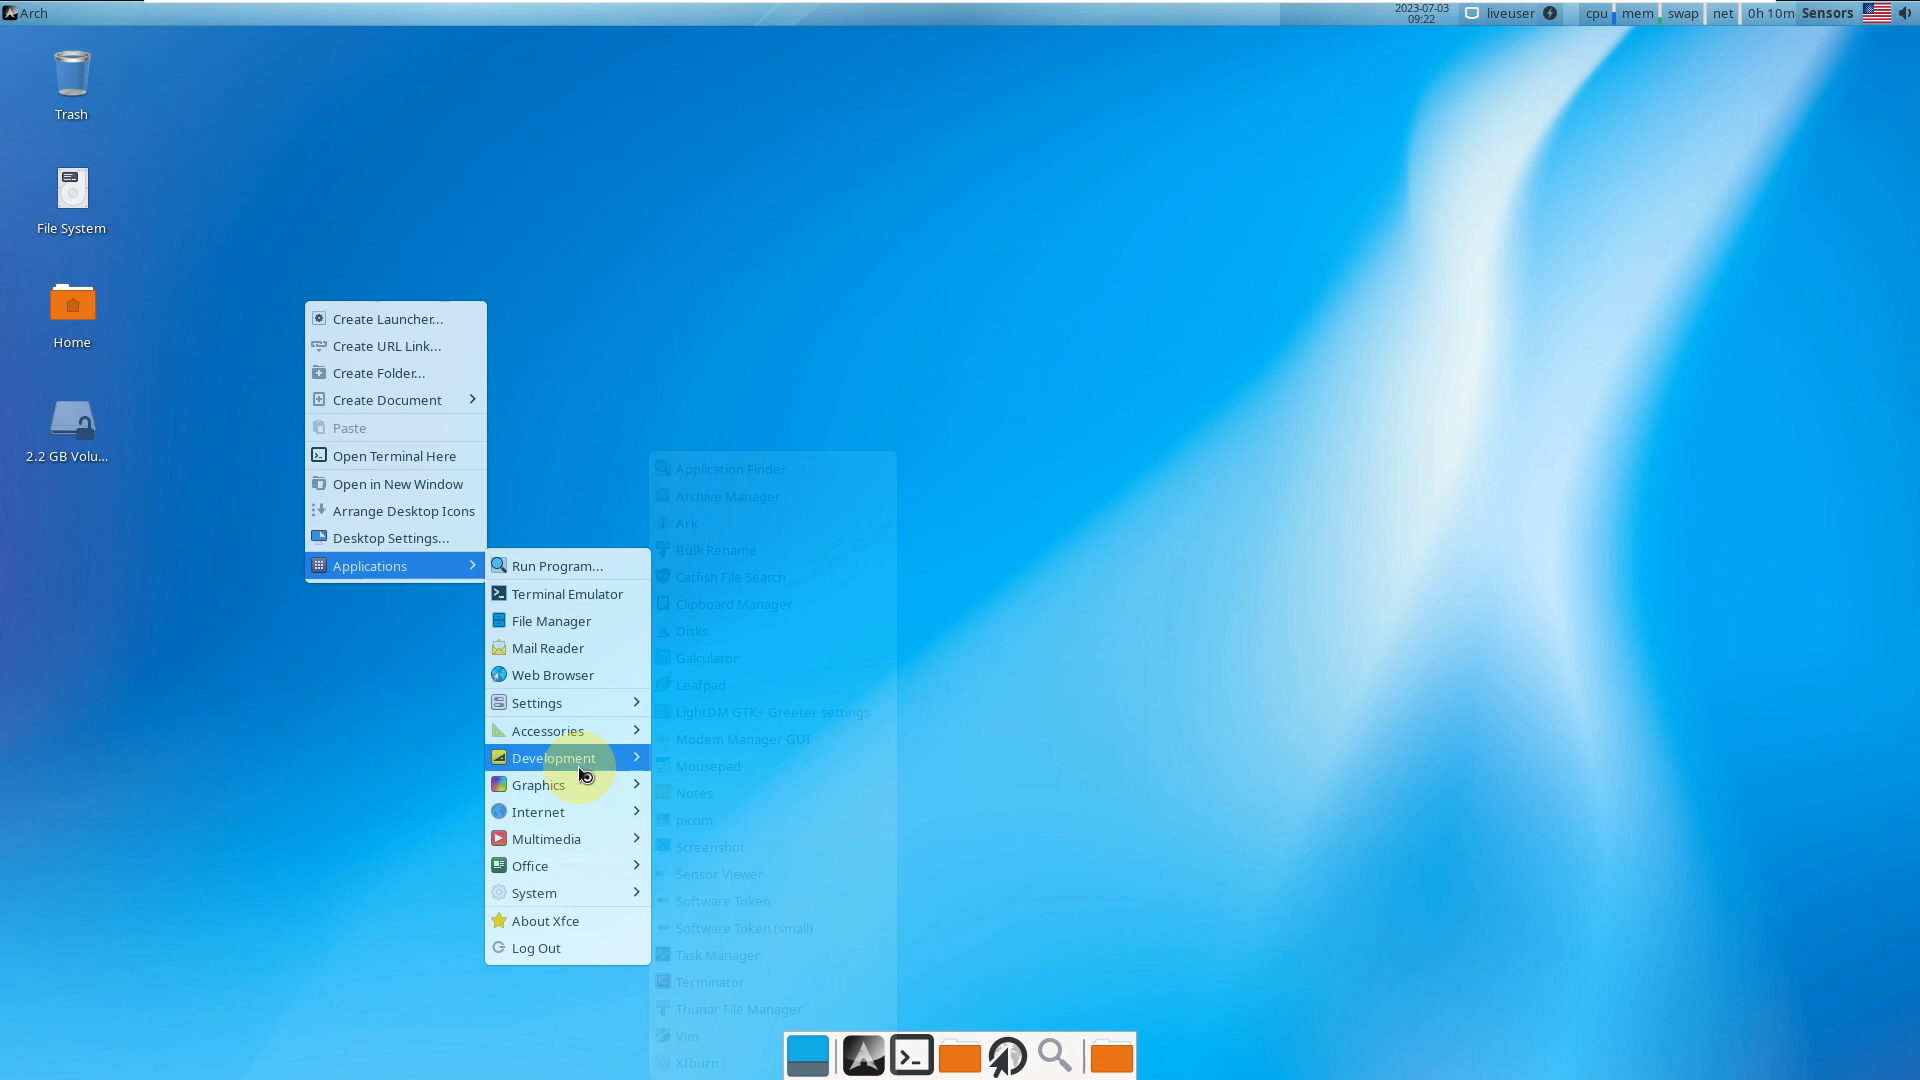 Arch
2023-07-03
09:22
liveuser
cpu
mem
swap
net
0h 10m
Sensors
Trash
File System
Home
2.2 GB Volu...
Create Launcher...
Create URL Link...
Create Folder...
Create Document
Paste
Open Terminal Here
Open in New Window
Arrange Desktop Icons
Desktop Settings...
Applications
Run Program...
Terminal Emulator
File Manager
Mail Reader
Web Browser
Settings
Accessories
Development
Graphics
Internet
Multimedia
Office
System
About Xfce
Log Out
Application Finder
Archive Manager
Ark
Bulk Rename
Catfish File Search
Clipboard Manager
Disks
Galculator
Leafpad
LightDM GTK+ Greeter settings
Modem Manager GUI
Mousepad
Notes
picom
Screenshot
Sensor Viewer
Software Token
Software Token (small)
Task Manager
Terminator
Thunar File Manager
Vim
Xfburn